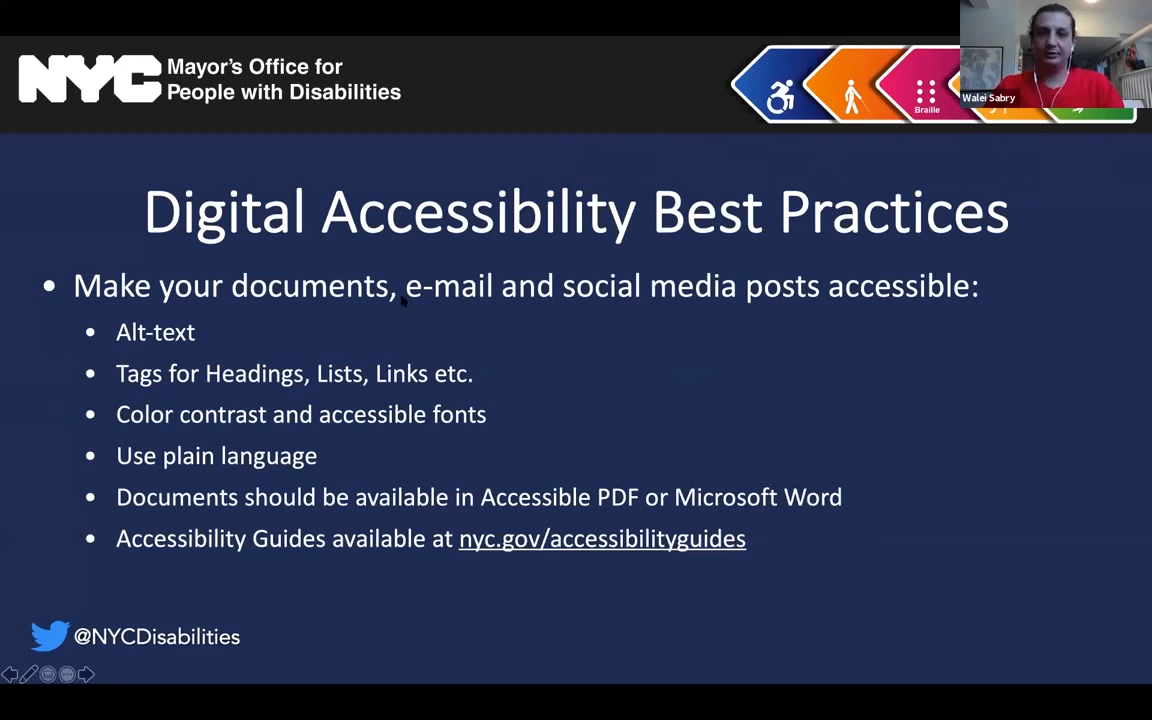 NYC
Mayor's Office for
People with Disabilities
Braille
Walei Sabry
Digital Accessibility Best Practices
• Make your documents, e-mail and social media posts accessible:
• Alt-text
• Tags for Headings, Lists, Links etc.
• Color contrast and accessible fonts
• Use plain language
• Documents should be available in Accessible PDF or Microsoft Word
• Accessibility Guides available at nyc.gov/accessibilityguides
@NYCDisabilities